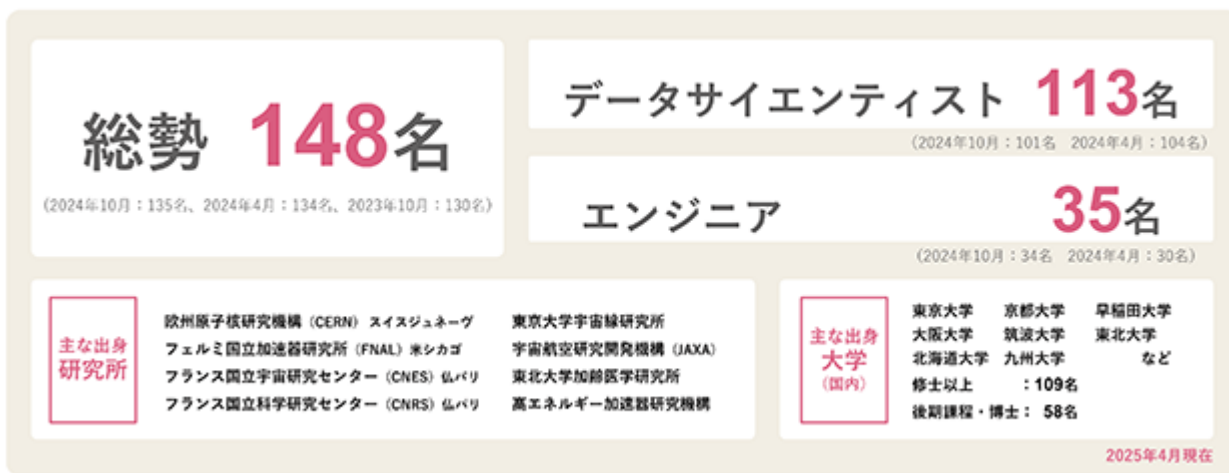 総勢 148名
(2024年10月:135名、2024年4月:134名、2023年10月:130名)
データサイエンティスト 113名
(2024年10月:101名 2024年4月:104名)
エンジニア 35名
(2024年10月:34名 2024年4月:30名)
主な出身
研究所
欧州原子核研究機構 (CERN) スイスジュネーヴ
フェルミ国立加速器研究所 (FNAL) 米シカゴ
フランス国立宇宙研究センター (CNES) 仏パリ
フランス国立科学研究センター (CNRS) 仏パリ
東京大学宇宙線研究所
宇宙航空研究開発機構 (JAXA)
東北大学加齢医学研究所
高エネルギー加速器研究機構
主な出身
大学
(国内)
東京大学 京都大学 早稲田大学
大阪大学 筑波大学 東北大学
北海道大学 九州大学 など
修士以上 :109名
後期課程・博士: 58名
2025年4月現在